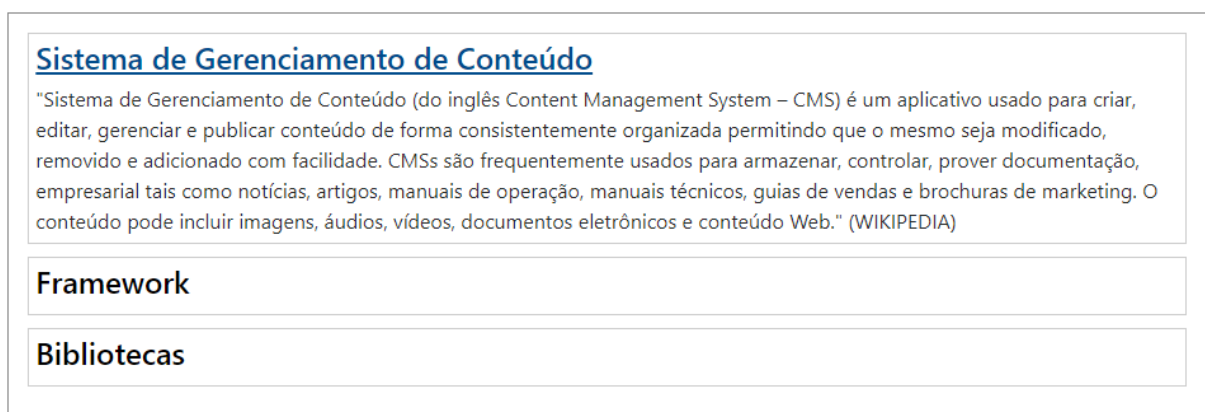 Sistema de Gerenciamento de Conteúdo
"Sistema de Gerenciamento de Conteúdo (do inglês Content Management System – CMS) é um aplicativo usado para criar,
editar, gerenciar e publicar conteúdo de forma consistentemente organizada permitindo que o mesmo seja modificado,
removido e adicionado com facilidade. CMSs são frequentemente usados para armazenar, controlar, prover documentação,
empresarial tais como notícias, artigos, manuais de operação, manuais técnicos, guias de vendas e brochuras de marketing. O
conteúdo pode incluir imagens, áudios, vídeos, documentos eletrônicos e conteúdo Web." (WIKIPEDIA)
Framework
Bibliotecas